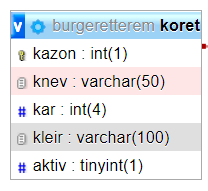 v burgeretterem koret
kazon : int(1)
knev : varchar(50)
# kar : int(4)
kleir : varchar(100)
# aktiv : tinyint(1)